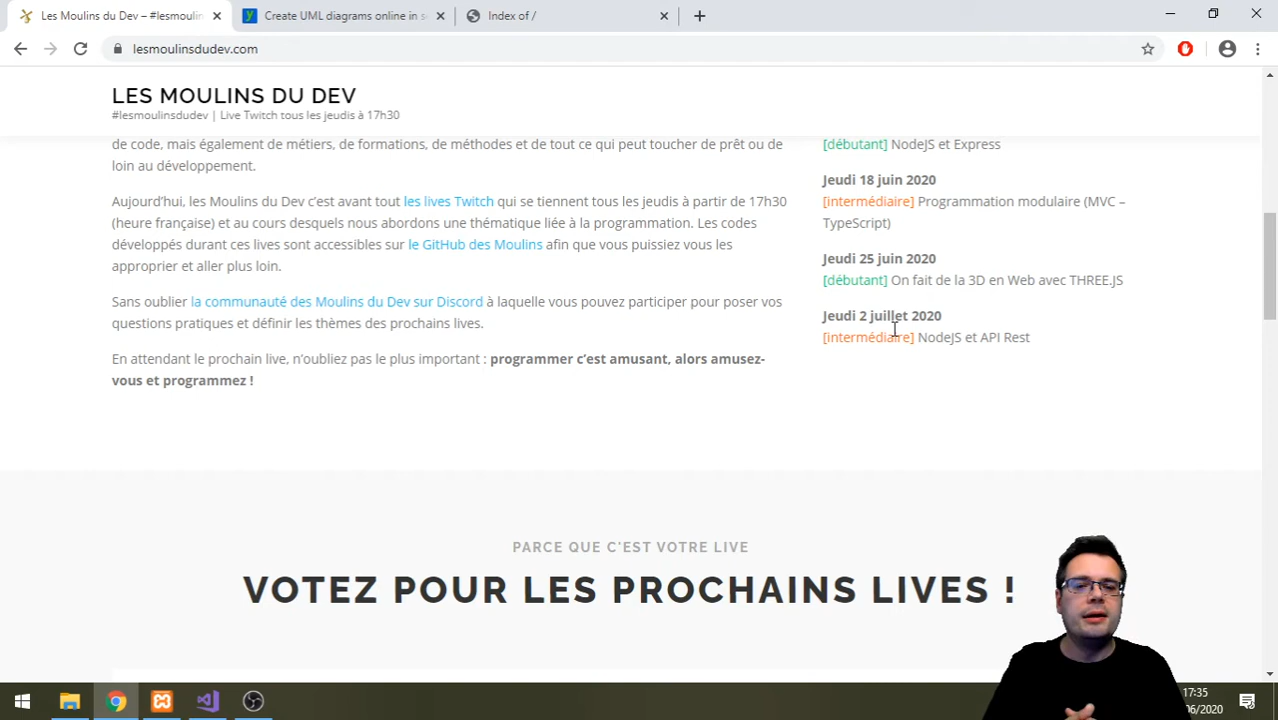 Les Moulins du Dev – #lesmoulin
Create UML diagrams online in se
Index of /
lesmoulinsdudev.com
LES MOULINS DU DEV
#lesmoulinsdudev | Live Twitch tous les jeudis à 17h30
de code, mais également de métiers, de formations, de méthodes et de tout ce qui peut toucher de prêt ou de
loin au développement.
Aujourd’hui, les Moulins du Dev c’est avant tout les lives Twitch qui se tiennent tous les jeudis à partir de 17h30
(heure française) et au cours desquels nous abordons une thématique liée à la programmation. Les codes
développés durant ces lives sont accessibles sur le GitHub des Moulins afin que vous puissiez vous les
approprier et aller plus loin.
Sans oublier la communauté des Moulins du Dev sur Discord à laquelle vous pouvez participer pour poser vos
questions pratiques et définir les thèmes des prochains lives.
En attendant le prochain live, n’oubliez pas le plus important : programmer c’est amusant, alors amusez-
vous et programmez !
[débutant] NodeJS et Express
Jeudi 18 juin 2020
[intermédiaire] Programmation modulaire (MVC –
TypeScript)
Jeudi 25 juin 2020
[débutant] On fait de la 3D en Web avec THREE.JS
Jeudi 2 juillet 2020
[intermédiaire] NodeJS et API Rest
PARCE QUE C'EST VOTRE LIVE
VOTEZ POUR LES PROCHAINS LIVES !
17:35
06/2020